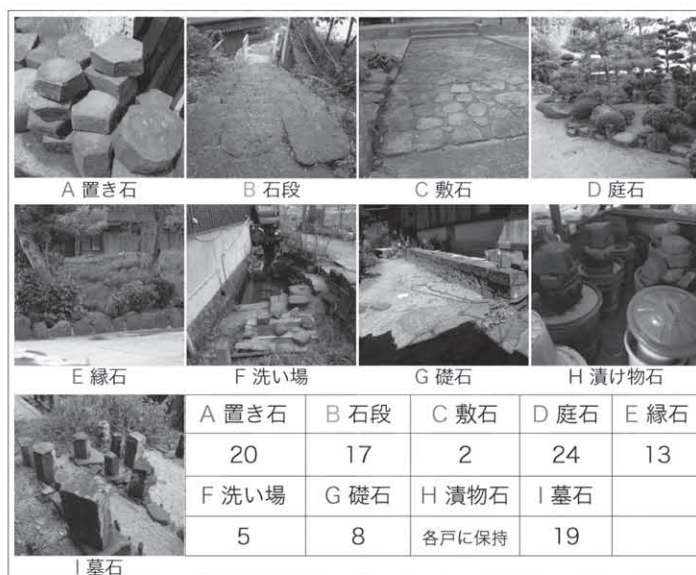 A 置き石
B 石段
C 敷石
D 庭石
E 縁石
F 洗い場
G 礎石
H 漬け物石
I 墓石
A 置き石 B 石段 C 敷石 D 庭石 E 縁石
20 17 2 24 13
F 洗い場 G 礎石 H 漬物石 I 墓石
5 8 各戸に保持 19